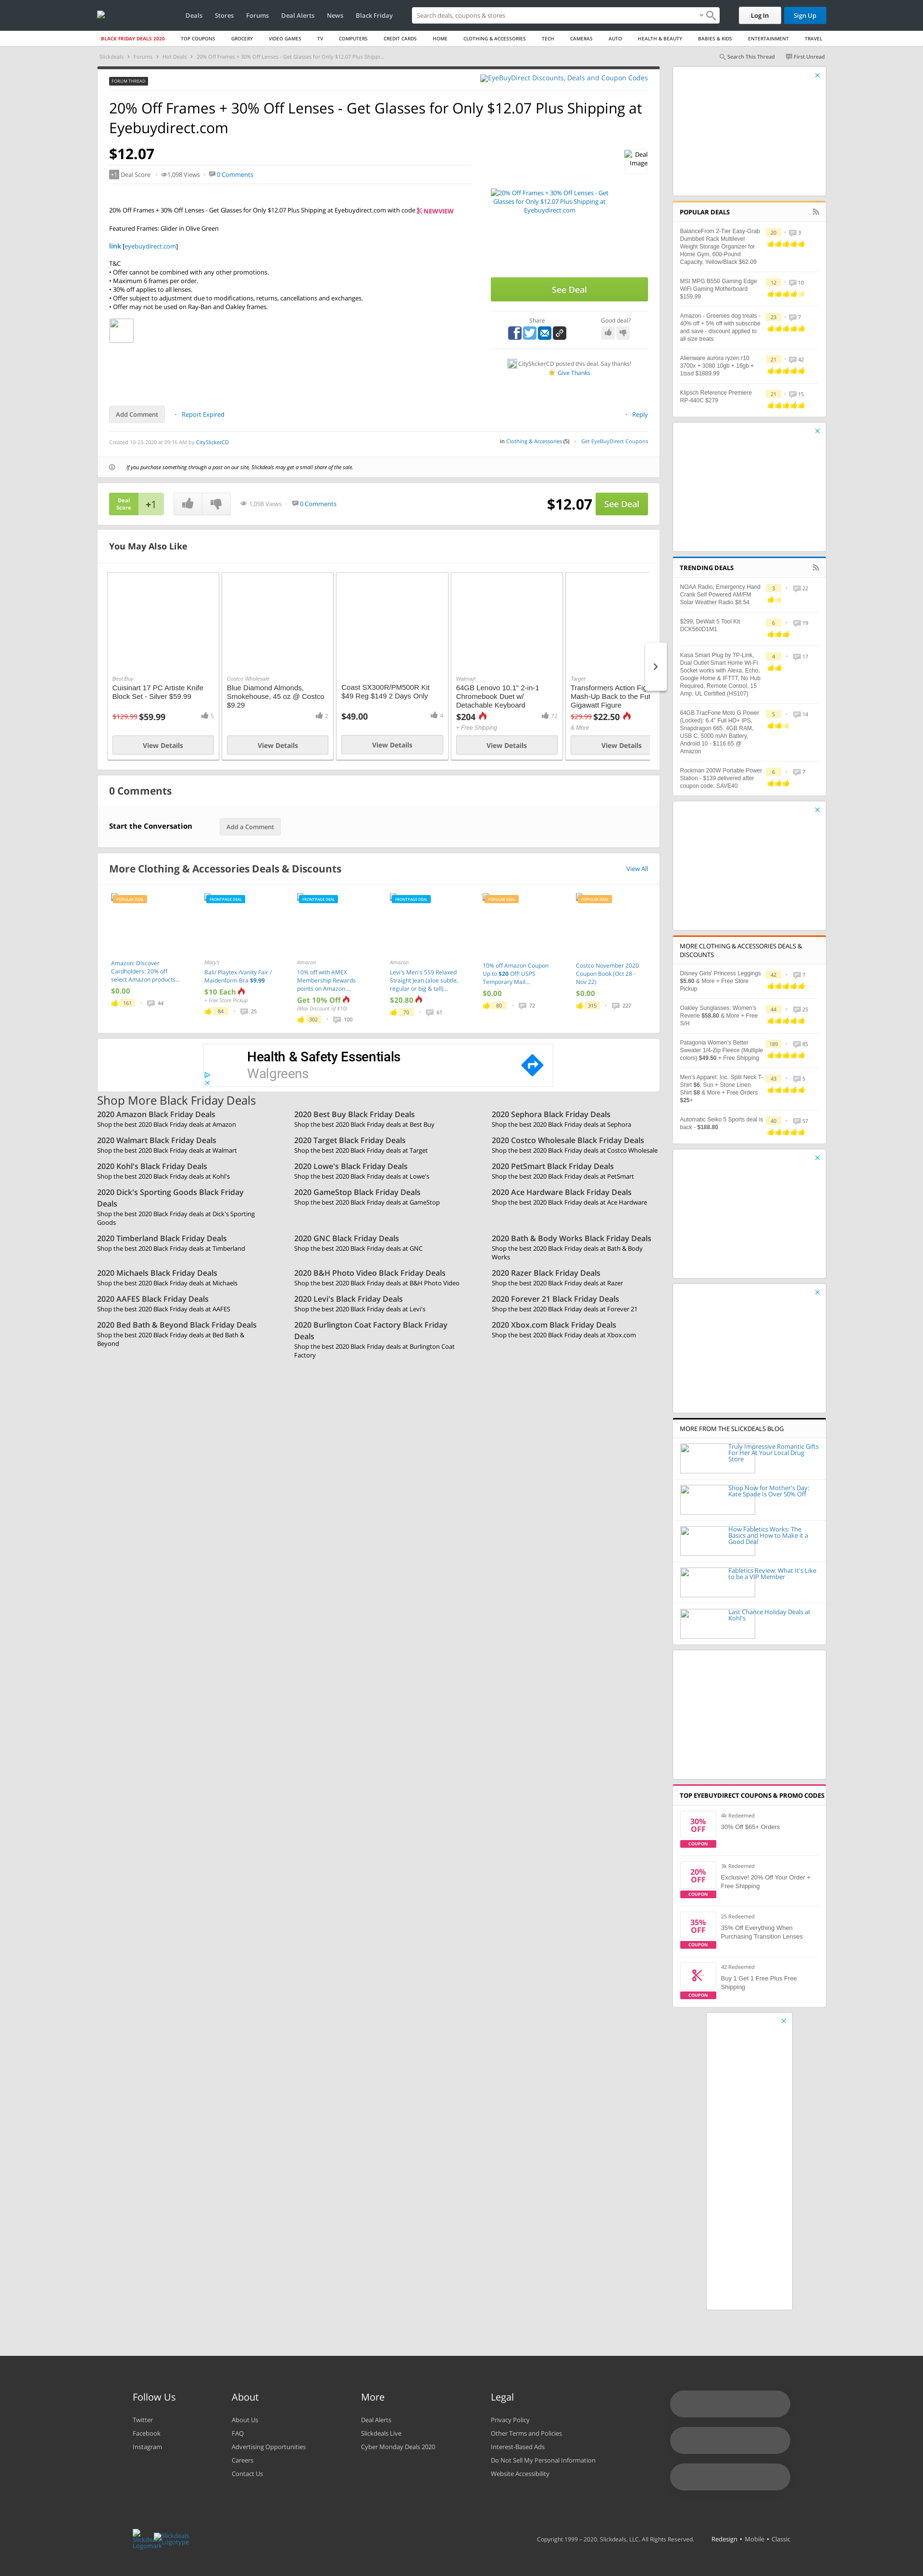 Deals Stores Forums Deal Alerts News Black Friday
Search deals, coupons & stores
Log In Sign Up
BLACK FRIDAY DEALS 2020 TOP COUPONS GROCERY VIDEO GAMES TV COMPUTERS CREDIT CARDS HOME CLOTHING & ACCESSORIES TECH CAMERAS AUTO HEALTH & BEAUTY BABIES & KIDS ENTERTAINMENT TRAVEL
Slickdeals › Forums › Hot Deals › 20% Off Frames + 30% Off Lenses - Get Glasses for Only $12.07 Plus Shippi...
Search This Thread First Unread
FORUM THREAD
EyeBuyDirect Discounts, Deals and Coupon Codes
20% Off Frames + 30% Off Lenses - Get Glasses for Only $12.07 Plus Shipping at
Eyebuydirect.com
$12.07
Deal Image
+1 Deal Score 1,098 Views 0 Comments
20% Off Frames + 30% Off Lenses - Get Glasses for Only $12.07 Plus Shipping at Eyebuydirect.com
20% Off Frames + 30% Off Lenses - Get Glasses for Only $12.07 Plus Shipping at Eyebuydirect.com with code NEWVIEW
Featured Frames: Glider in Olive Green
link [eyebuydirect.com]
T&C
• Offer cannot be combined with any other promotions.
• Maximum 6 frames per order.
• 30% off applies to all lenses.
• Offer subject to adjustment due to modifications, returns, cancellations and exchanges.
• Offer may not be used on Ray-Ban and Oakley frames.
See Deal
Share Good deal?
CitySlickerCD posted this deal. Say thanks!
Give Thanks
Add Comment Report Expired Reply
Created 10-23-2020 at 09:16 AM by CitySlickerCD
in Clothing & Accessories (5) Get EyeBuyDirect Coupons
If you purchase something through a post on our site, Slickdeals may get a small share of the sale.
Deal Score +1 1,098 Views 0 Comments $12.07 See Deal
You May Also Like
Best Buy
Cuisinart 17 PC Artiste Knife Block Set - Silver $59.99
$129.99 $59.99 5
View Details
Costco Wholesale
Blue Diamond Almonds, Smokehouse, 45 oz @ Costco $9.29
2
View Details
Coast SX300R/PM500R Kit $49 Reg $149 2 Days Only
$49.00 4
View Details
Walmart
64GB Lenovo 10.1" 2-in-1 Chromebook Duet w/ Detachable Keyboard
$204 12
+ Free Shipping
View Details
Target
Transformers Action Fig Mash-Up Back to the Fut Gigawatt Figure
$29.99 $22.50
& More
View Details
0 Comments
Start the Conversation Add a Comment
More Clothing & Accessories Deals & Discounts View All
POPULAR DEAL
Amazon: Discover Cardholders: 20% off select Amazon products...
$0.00
161 44
FRONTPAGE DEAL
Macy's
Bali/ Playtex /Vanity Fair / Maidenform Bra $9.99
$10 Each
+ Free Store Pickup
84 25
FRONTPAGE DEAL
Amazon
10% off with AMEX Membership Rewards points on Amazon....
Get 10% Off
(Max Discount of $10)
302 100
FRONTPAGE DEAL
Amazon
Levi's Men's 559 Relaxed Straight Jean (aloe subtle, regular or big & tall)...
$20.80
70 61
POPULAR DEAL
10% off Amazon Coupon Up to $20 Off! USPS Temporary Mail...
$0.00
80 72
POPULAR DEAL
Costco November 2020 Coupon Book (Oct 28 - Nov 22)
$0.00
315 227
Health & Safety Essentials
Walgreens
Shop More Black Friday Deals
2020 Amazon Black Friday Deals
Shop the best 2020 Black Friday deals at Amazon
2020 Best Buy Black Friday Deals
Shop the best 2020 Black Friday deals at Best Buy
2020 Sephora Black Friday Deals
Shop the best 2020 Black Friday deals at Sephora
2020 Walmart Black Friday Deals
Shop the best 2020 Black Friday deals at Walmart
2020 Target Black Friday Deals
Shop the best 2020 Black Friday deals at Target
2020 Costco Wholesale Black Friday Deals
Shop the best 2020 Black Friday deals at Costco Wholesale
2020 Kohl's Black Friday Deals
Shop the best 2020 Black Friday deals at Kohl's
2020 Lowe's Black Friday Deals
Shop the best 2020 Black Friday deals at Lowe's
2020 PetSmart Black Friday Deals
Shop the best 2020 Black Friday deals at PetSmart
2020 Dick's Sporting Goods Black Friday Deals
Shop the best 2020 Black Friday deals at Dick's Sporting Goods
2020 GameStop Black Friday Deals
Shop the best 2020 Black Friday deals at GameStop
2020 Ace Hardware Black Friday Deals
Shop the best 2020 Black Friday deals at Ace Hardware
2020 Timberland Black Friday Deals
Shop the best 2020 Black Friday deals at Timberland
2020 GNC Black Friday Deals
Shop the best 2020 Black Friday deals at GNC
2020 Bath & Body Works Black Friday Deals
Shop the best 2020 Black Friday deals at Bath & Body Works
2020 Michaels Black Friday Deals
Shop the best 2020 Black Friday deals at Michaels
2020 B&H Photo Video Black Friday Deals
Shop the best 2020 Black Friday deals at B&H Photo Video
2020 Razer Black Friday Deals
Shop the best 2020 Black Friday deals at Razer
2020 AAFES Black Friday Deals
Shop the best 2020 Black Friday deals at AAFES
2020 Levi's Black Friday Deals
Shop the best 2020 Black Friday deals at Levi's
2020 Forever 21 Black Friday Deals
Shop the best 2020 Black Friday deals at Forever 21
2020 Bed Bath & Beyond Black Friday Deals
Shop the best 2020 Black Friday deals at Bed Bath & Beyond
2020 Burlington Coat Factory Black Friday Deals
Shop the best 2020 Black Friday deals at Burlington Coat Factory
2020 Xbox.com Black Friday Deals
Shop the best 2020 Black Friday deals at Xbox.com
POPULAR DEALS
BalanceFrom 2-Tier Easy-Grab Dumbbell Rack Multilevel Weight Storage Organizer for Home Gym, 600-Pound Capacity, Yellow/Black $62.09
20 3
MSI MPG B550 Gaming Edge WiFi Gaming Motherboard $159.99
12 10
Amazon - Greenies dog treats - 40% off + 5% off with subscribe and save - discount applied to all size treats
23 7
Alienware aurora ryzen r10 3700x + 3080 10gb + 16gb + 1tssd $1889.99
21 42
Klipsch Reference Premiere RP-440C $279
21 15
TRENDING DEALS
NOAA Radio, Emergency Hand Crank Self Powered AM/FM Solar Weather Radio $8.54
3 22
$299, DeWalt 5 Tool Kit DCK560D1M1
6 19
Kasa Smart Plug by TP-Link, Dual Outlet Smart Home Wi-Fi Socket works with Alexa, Echo, Google Home & IFTTT, No Hub Required, Remote Control, 15 Amp, UL Certified (HS107)
4 17
64GB TracFone Moto G Power (Locked): 6.4" Full HD+ IPS, Snapdragon 665. 4GB RAM, USB C, 5000 mAh Battery, Android 10 - $116.65 @ Amazon
5 14
Rockman 200W Portable Power Station - $139 delivered after coupon code: SAVE40
6 7
MORE CLOTHING & ACCESSORIES DEALS & DISCOUNTS
Disney Girls' Princess Leggings $5.60 & More + Free Store Pickup
42 7
Oakley Sunglasses: Women's Reverie $58.80 & More + Free S/H
44 25
Patagonia Women's Better Sweater 1/4-Zip Fleece (Multiple colors) $49.50 + Free Shipping
189 85
Men's Apparel: Inc. Split Neck T-Shirt $6, Sun + Stone Linen Shirt $8 & More + Free Orders $25+
43 5
Automatic Seiko 5 Sports deal is back - $188.80
40 57
MORE FROM THE SLICKDEALS BLOG
Truly Impressive Romantic Gifts For Her At Your Local Drug Store
Shop Now for Mother's Day: Kate Spade Is Over 50% Off
How Fabletics Works: The Basics and How to Make it a Good Deal
Fabletics Review: What It's Like to be a VIP Member
Last Chance Holiday Deals at Kohl's
TOP EYEBUYDIRECT COUPONS & PROMO CODES
30% OFF COUPON
4k Redeemed
30% Off $65+ Orders
20% OFF COUPON
3k Redeemed
Exclusive! 20% Off Your Order + Free Shipping
35% OFF COUPON
25 Redeemed
35% Off Everything When Purchasing Transition Lenses
COUPON
42 Redeemed
Buy 1 Get 1 Free Plus Free Shipping
Follow Us
Twitter
Facebook
Instagram
About
About Us
FAQ
Advertising Opportunities
Careers
Contact Us
More
Deal Alerts
Slickdeals Live
Cyber Monday Deals 2020
Legal
Privacy Policy
Other Terms and Policies
Interest-Based Ads
Do Not Sell My Personal Information
Website Accessibility
Slickdeals Logotype
Copyright 1999 - 2020. Slickdeals, LLC. All Rights Reserved. Redesign • Mobile • Classic